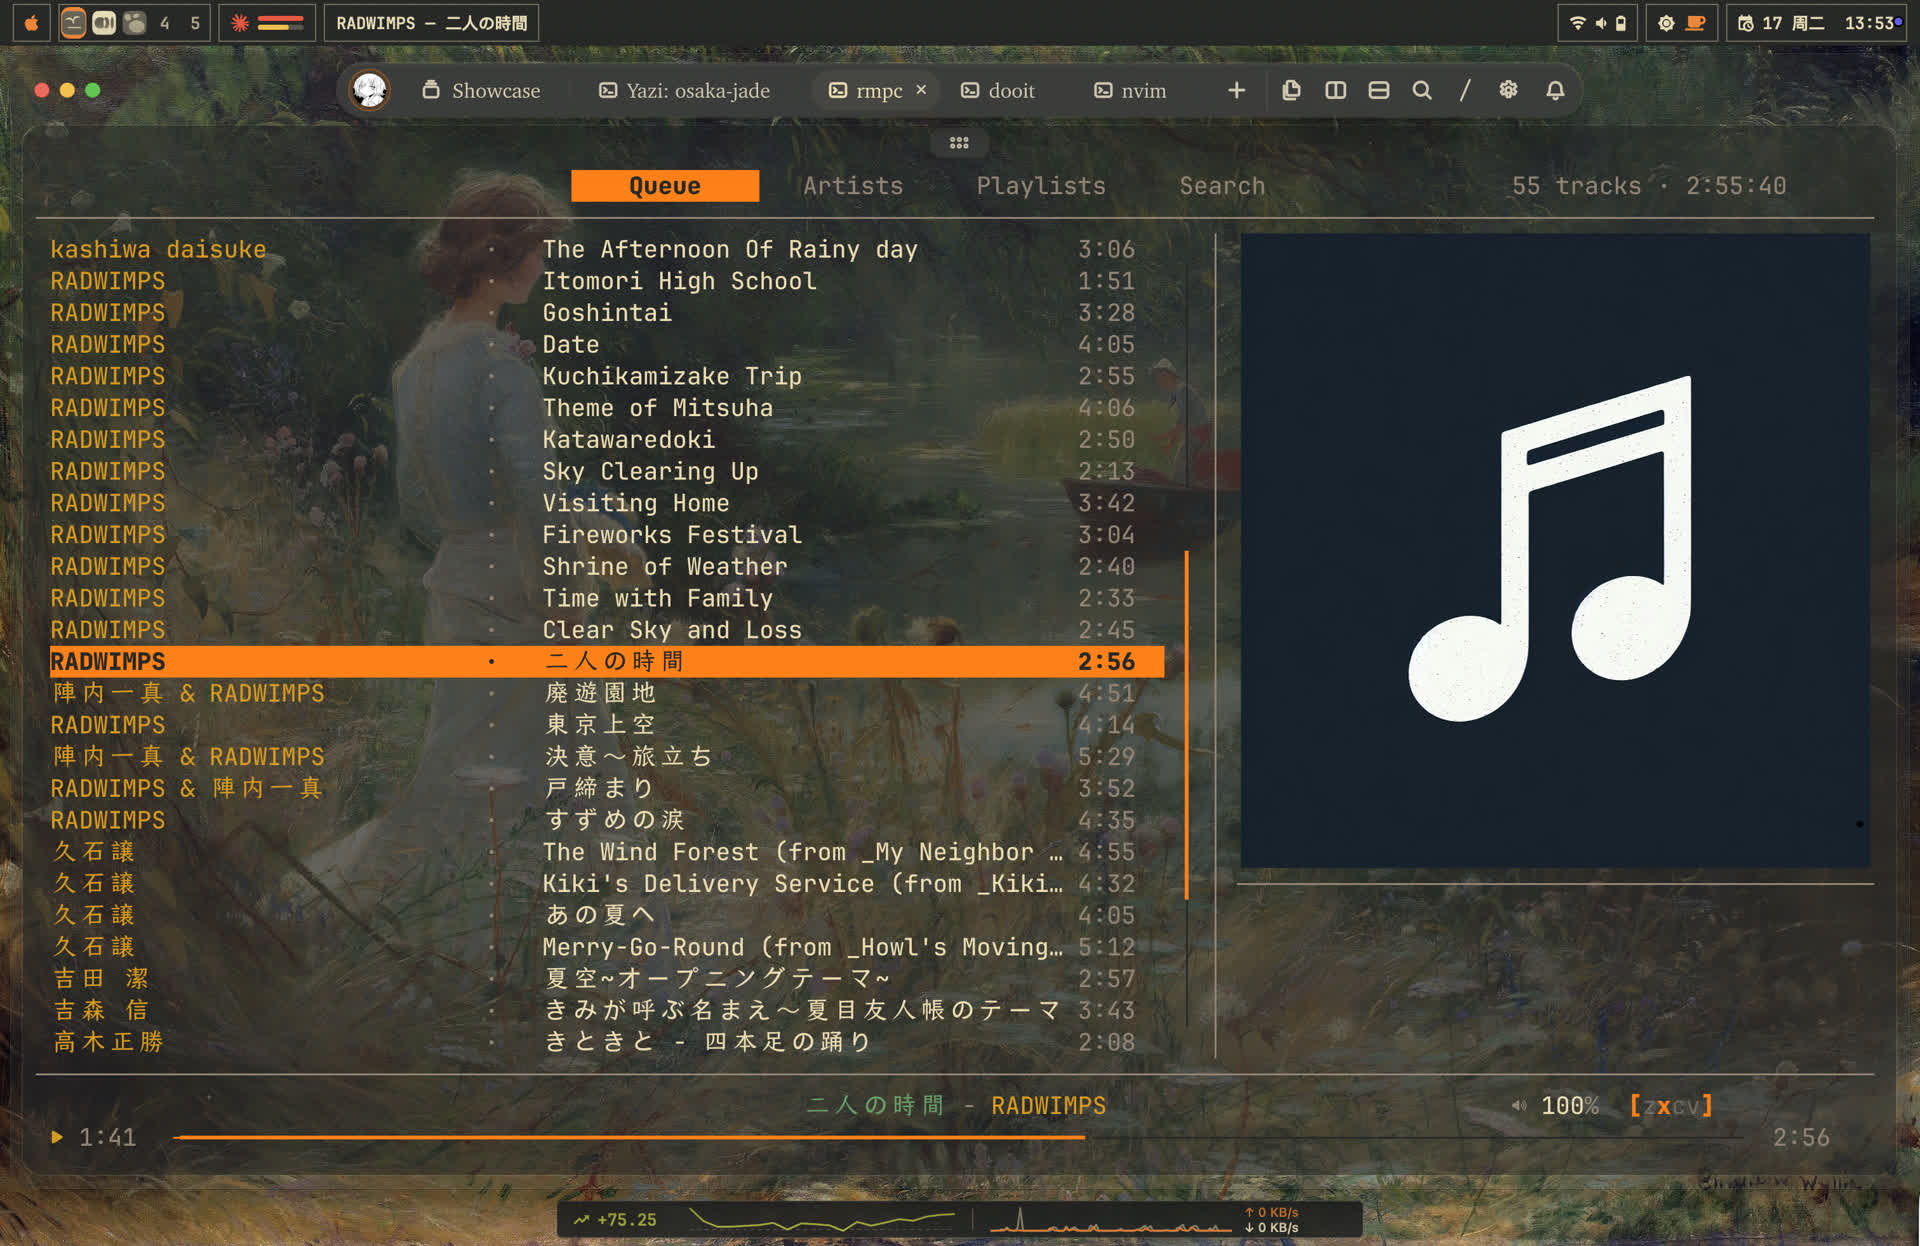 4 5 RADWIMPS – 二人の時間 17 周二 13:53
Showcase Yazi: osaka-jade rmpc × dooit nvim
Queue Artists Playlists Search 55 tracks · 2:55:40
kashiwa daisuke · The Afternoon Of Rainy day 3:06
RADWIMPS · Itomori High School 1:51
RADWIMPS · Goshintai 3:28
RADWIMPS · Date 4:05
RADWIMPS · Kuchikamizake Trip 2:55
RADWIMPS · Theme of Mitsuha 4:06
RADWIMPS · Katawaredoki 2:50
RADWIMPS · Sky Clearing Up 2:13
RADWIMPS · Visiting Home 3:42
RADWIMPS · Fireworks Festival 3:04
RADWIMPS · Shrine of Weather 2:40
RADWIMPS · Time with Family 2:33
RADWIMPS · Clear Sky and Loss 2:45
RADWIMPS · 二人の時間 2:56
陣内一真 & RADWIMPS · 廃遊園地 4:51
RADWIMPS · 東京上空 4:14
陣内一真 & RADWIMPS · 決意～旅立ち 5:29
RADWIMPS & 陣内一真 · 戸締まり 3:52
RADWIMPS · すずめの涙 4:35
久石譲 · The Wind Forest (from _My Neighbor … 4:55
久石譲 · Kiki's Delivery Service (from _Kiki… 4:32
久石譲 · あの夏へ 4:05
久石譲 · Merry-Go-Round (from _Howl's Moving… 5:12
吉田 潔 · 夏空~オープニングテーマ~ 2:57
吉森 信 · きみが呼ぶ名まえ～夏目友人帳のテーマ 3:43
高木正勝 · きときと - 四本足の踊り 2:08
二人の時間 - RADWIMPS 100% [zxcv]
1:41 2:56
+75.25 ↑ 0 KB/s
↓ 0 KB/s